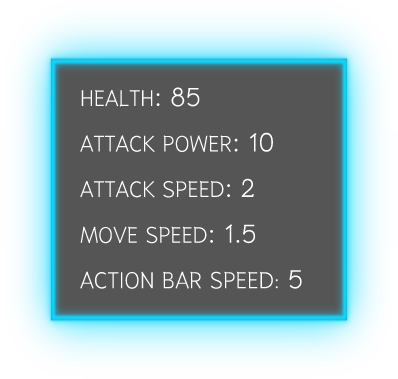 HEALTH: 85
ATTACK POWER: 10
ATTACK SPEED: 2
MOVE SPEED: 1.5
ACTION BAR SPEED: 5